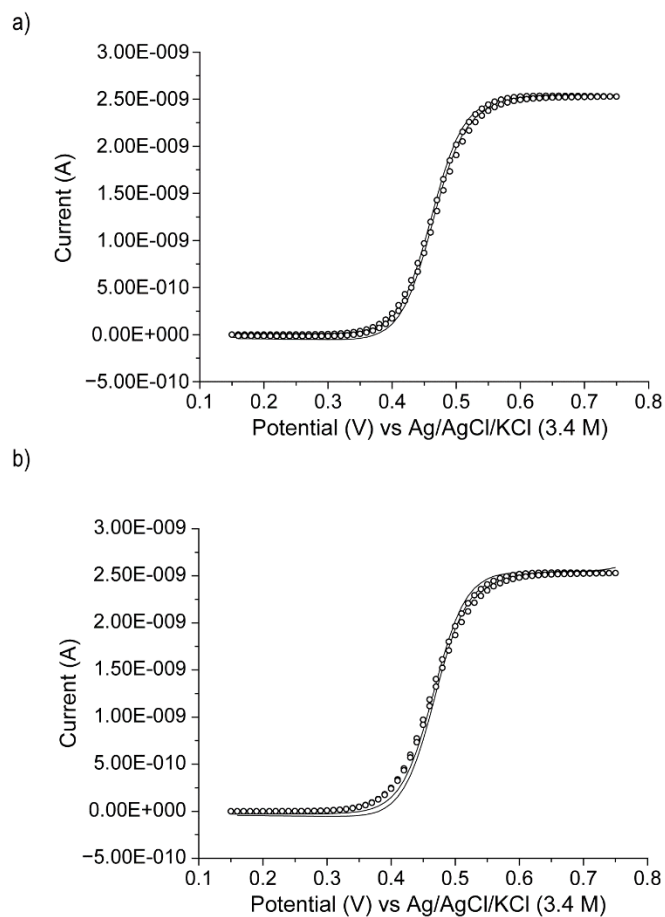 a)
3.00E-009
2.50E-009
2.00E-009
1.50E-009
1.00E-009
5.00E-010
0.00E+000
−5.00E-010
Current (A)
0.1 0.2 0.3 0.4 0.5 0.6 0.7 0.8
Potential (V) vs Ag/AgCl/KCl (3.4 M)
b)
3.00E-009
2.50E-009
2.00E-009
1.50E-009
1.00E-009
5.00E-010
0.00E+000
−5.00E-010
Current (A)
0.1 0.2 0.3 0.4 0.5 0.6 0.7 0.8
Potential (V) vs Ag/AgCl/KCl (3.4 M)